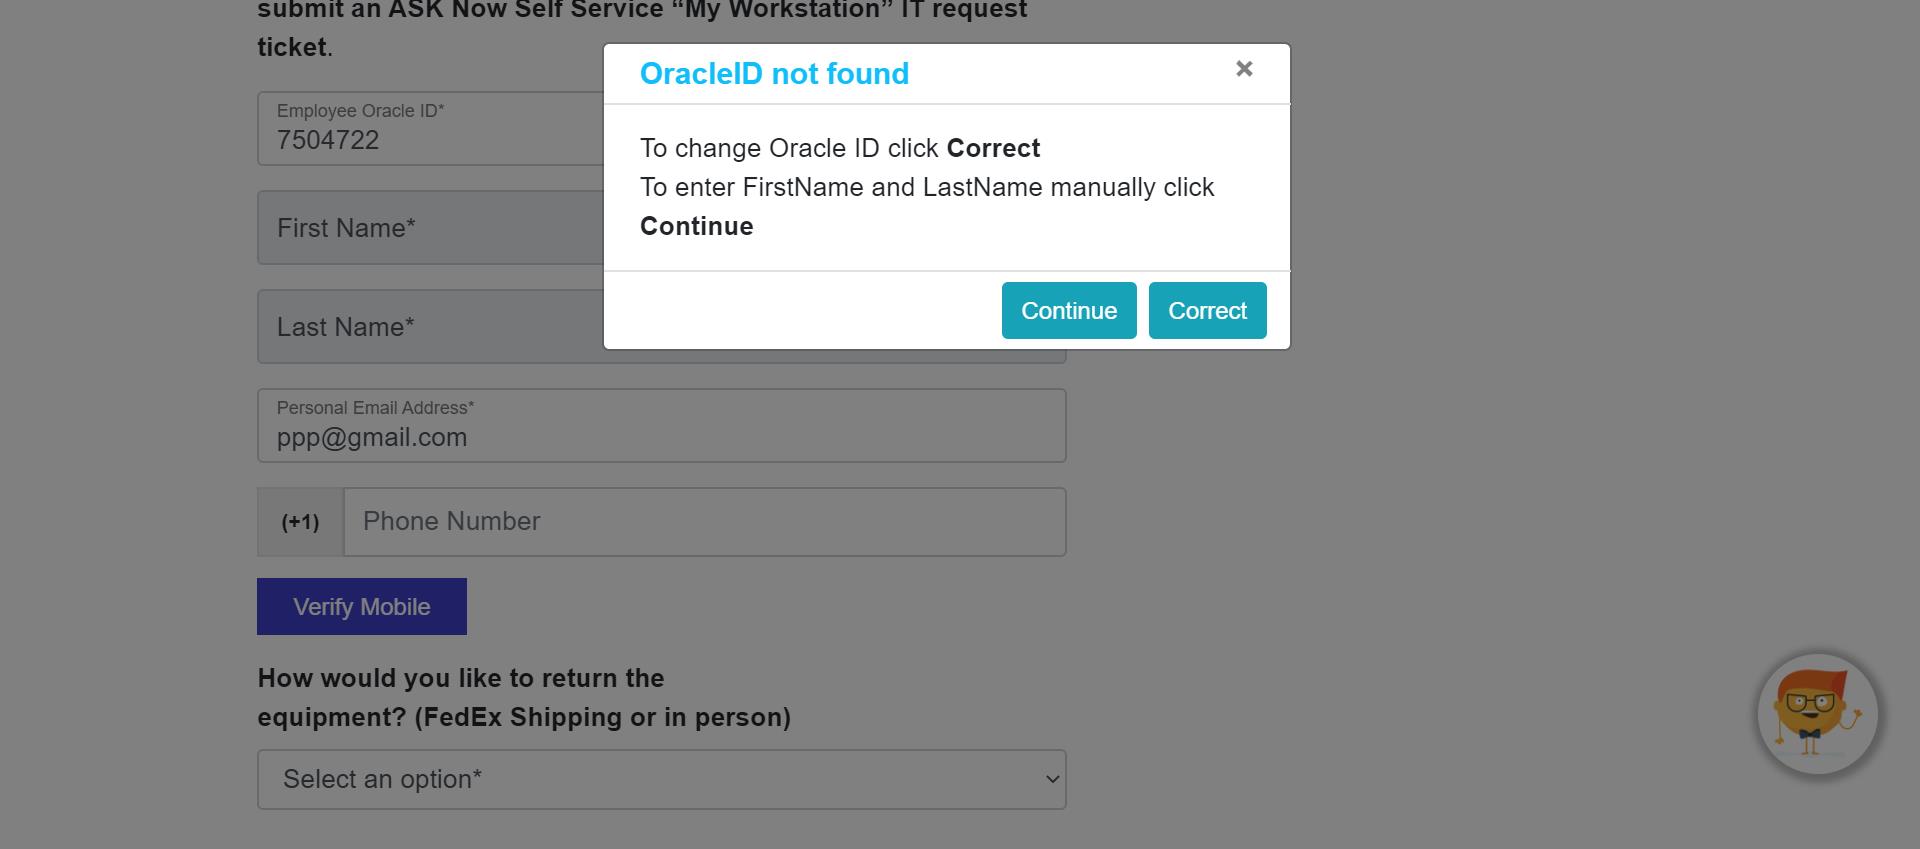 submit an ASK Now Self Service “My Workstation” IT request
ticket.
OracleID not found
×
To change Oracle ID click Correct
To enter FirstName and LastName manually click
Continue
Continue
Correct
Employee Oracle ID*
7504722
First Name*
Last Name*
Personal Email Address*
ppp@gmail.com
(+1)
Phone Number
Verify Mobile
How would you like to return the
equipment? (FedEx Shipping or in person)
Select an option*